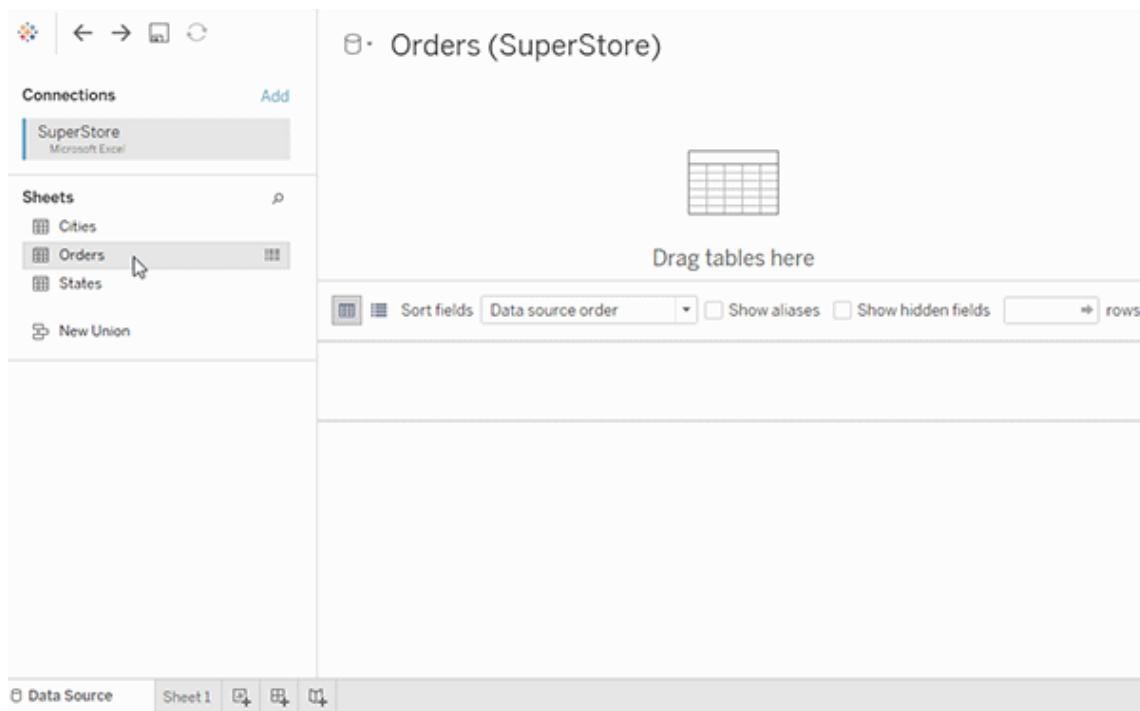 Orders (SuperStore)
Connections
Add
SuperStore
Microsoft Excel
Sheets
Cities
Orders
States
New Union
Drag tables here
Sort fields Data source order Show aliases Show hidden fields rows
Data Source Sheet 1